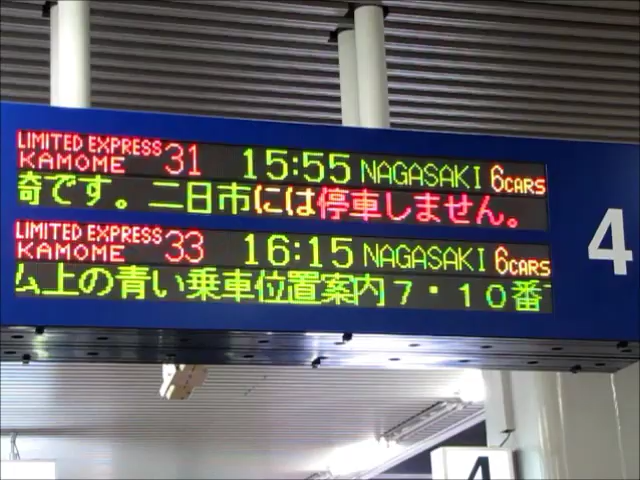 LIMITED EXPRESS
KAMOME 31 15:55 NAGASAKI 6CARS
奇です。二日市には停車しません。
LIMITED EXPRESS
KAMOME 33 16:15 NAGASAKI 6CARS
ム上の青い乗車位置案内7・10番
4
4